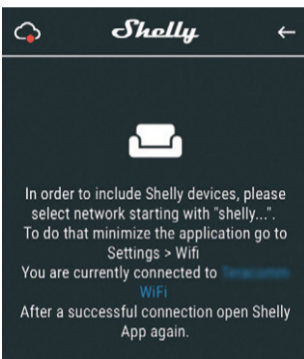 Shelly
In order to include Shelly devices, please
select network starting with "shelly...".
To do that minimize the application go to
Settings > Wifi
You are currently connected to
WiFi
After a successful connection open Shelly
App again.